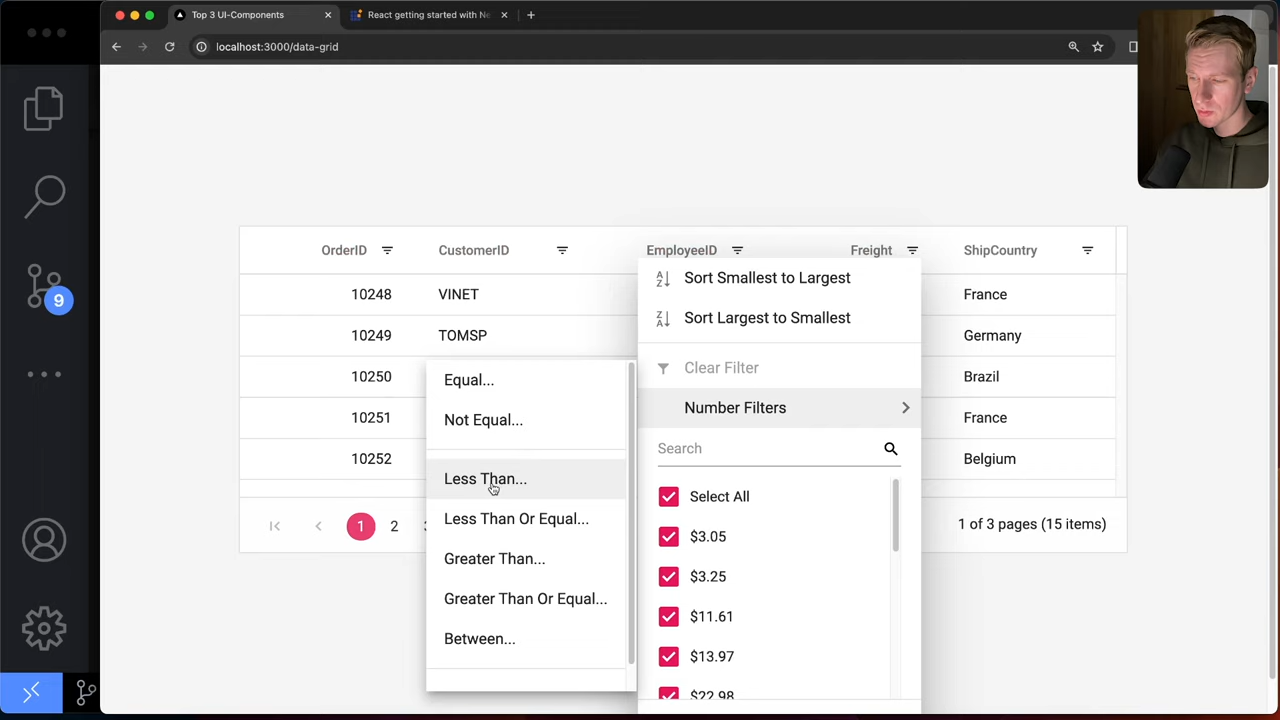 Top 3 UI-Components
React getting started with Ne
localhost:3000/data-grid
OrderID CustomerID EmployeeID Freight ShipCountry
10248 VINET France
10249 TOMSP Germany
10250 Brazil
10251 France
10252 Belgium
1 2 1 of 3 pages (15 items)
Sort Smallest to Largest
Sort Largest to Smallest
Clear Filter
Number Filters
Search
Select All
$3.05
$3.25
$11.61
$13.97
$22.98
Equal...
Not Equal...
Less Than...
Less Than Or Equal...
Greater Than...
Greater Than Or Equal...
Between...
9